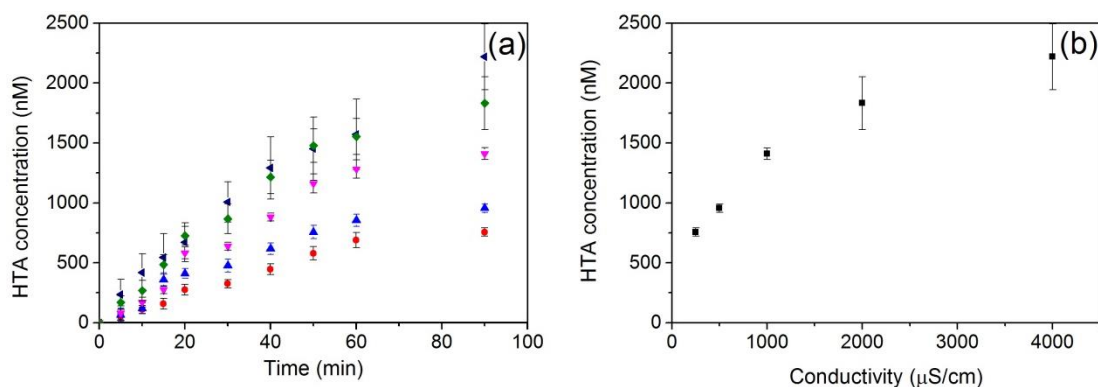 (a)
HTA concentration (nM)
2500
2000
1500
1000
500
0
0 20 40 60 80 100
Time (min)
(b)
HTA concentration (nM)
2500
2000
1500
1000
500
0
0 1000 2000 3000 4000
Conductivity (μS/cm)